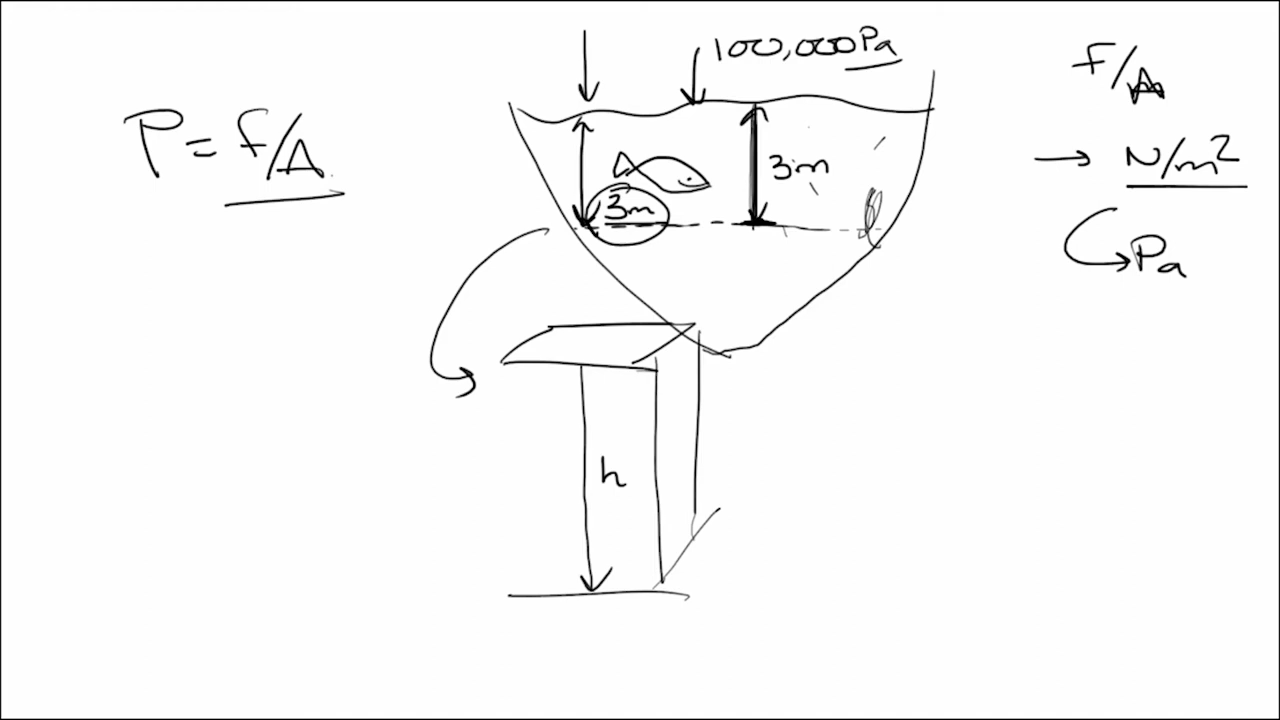 P = f/A
100,000Pa
3m
3m
h
f/A
→ N/m²
Pa